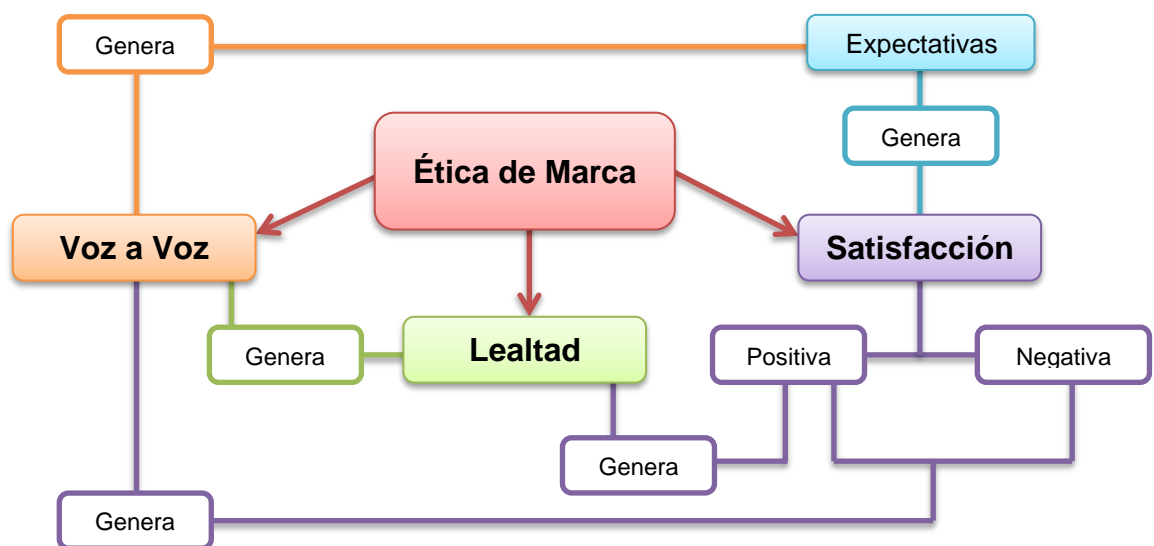 Genera
Expectativas
Genera
Ética de Marca
Voz a Voz
Satisfacción
Genera
Lealtad
Positiva
Negativa
Genera
Genera